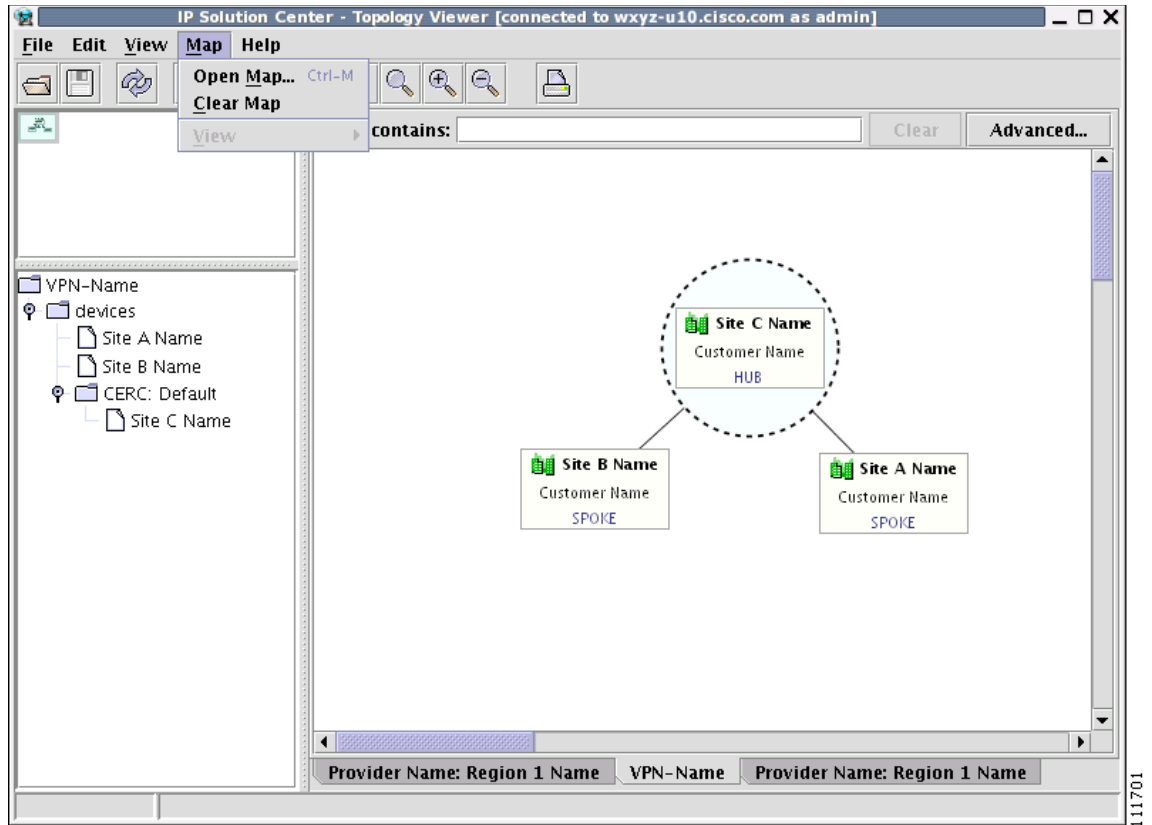 IP Solution Center - Topology Viewer [connected to wxyz-u10.cisco.com as admin]
File Edit View Map Help
Open Map... Ctrl-M
Clear Map
View
contains:
Clear
Advanced...
VPN-Name
devices
Site A Name
Site B Name
CERC: Default
Site C Name
Site C Name
Customer Name
HUB
Site B Name
Customer Name
SPOKE
Site A Name
Customer Name
SPOKE
Provider Name: Region 1 Name
VPN-Name
Provider Name: Region 1 Name
111701